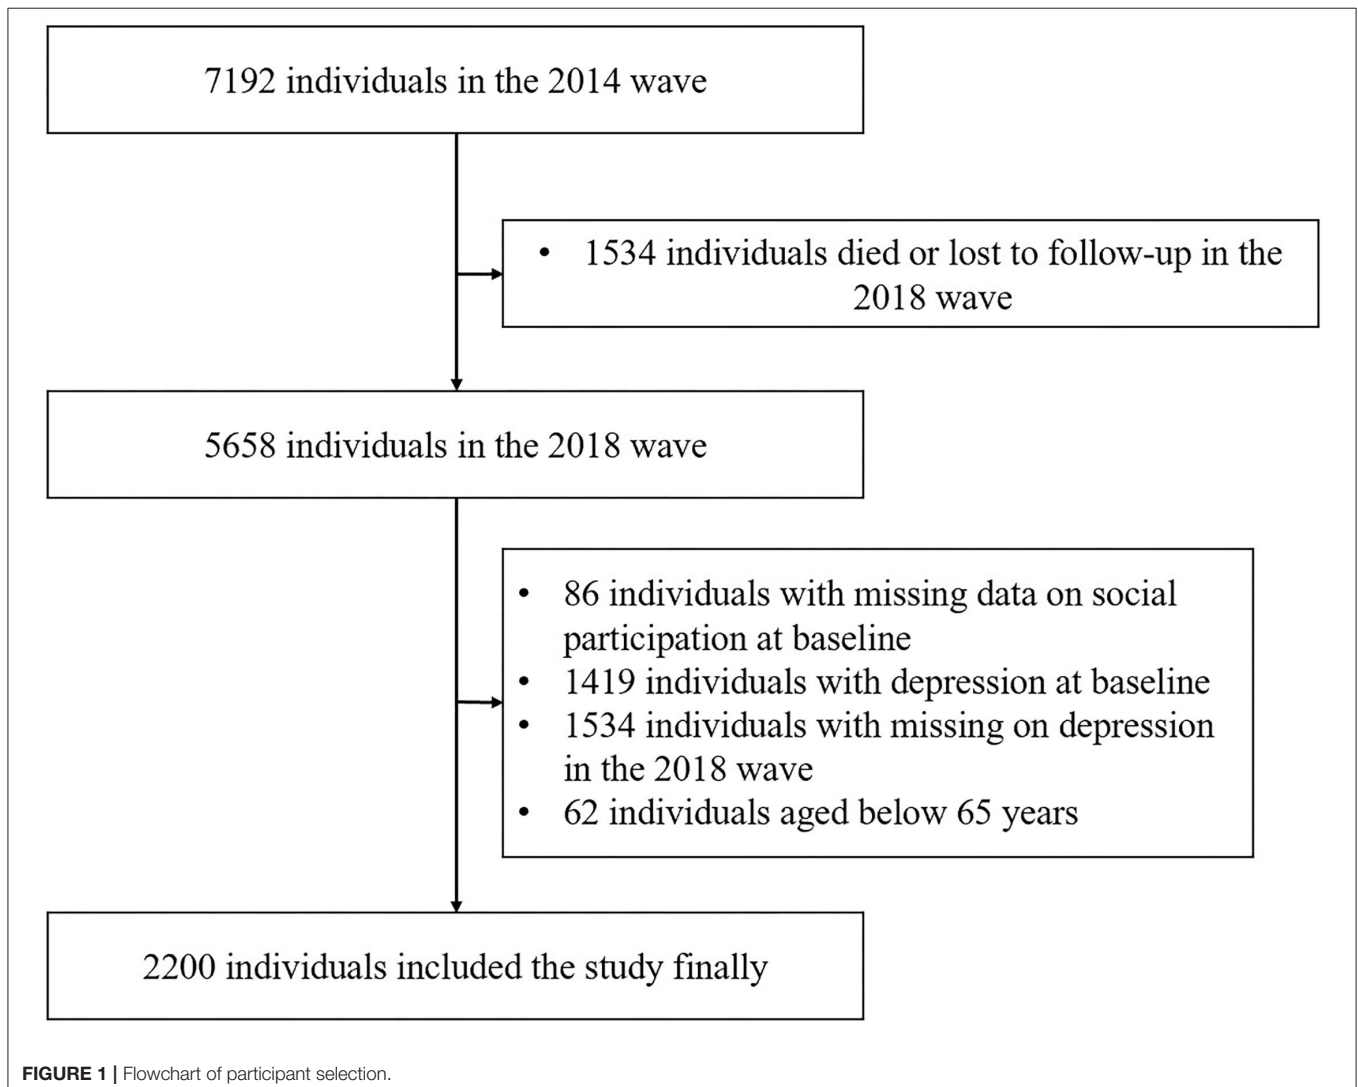 7192 individuals in the 2014 wave
• 1534 individuals died or lost to follow-up in the
2018 wave
5658 individuals in the 2018 wave
• 86 individuals with missing data on social
participation at baseline
• 1419 individuals with depression at baseline
• 1534 individuals with missing on depression
in the 2018 wave
• 62 individuals aged below 65 years
2200 individuals included the study finally
FIGURE 1 | Flowchart of participant selection.